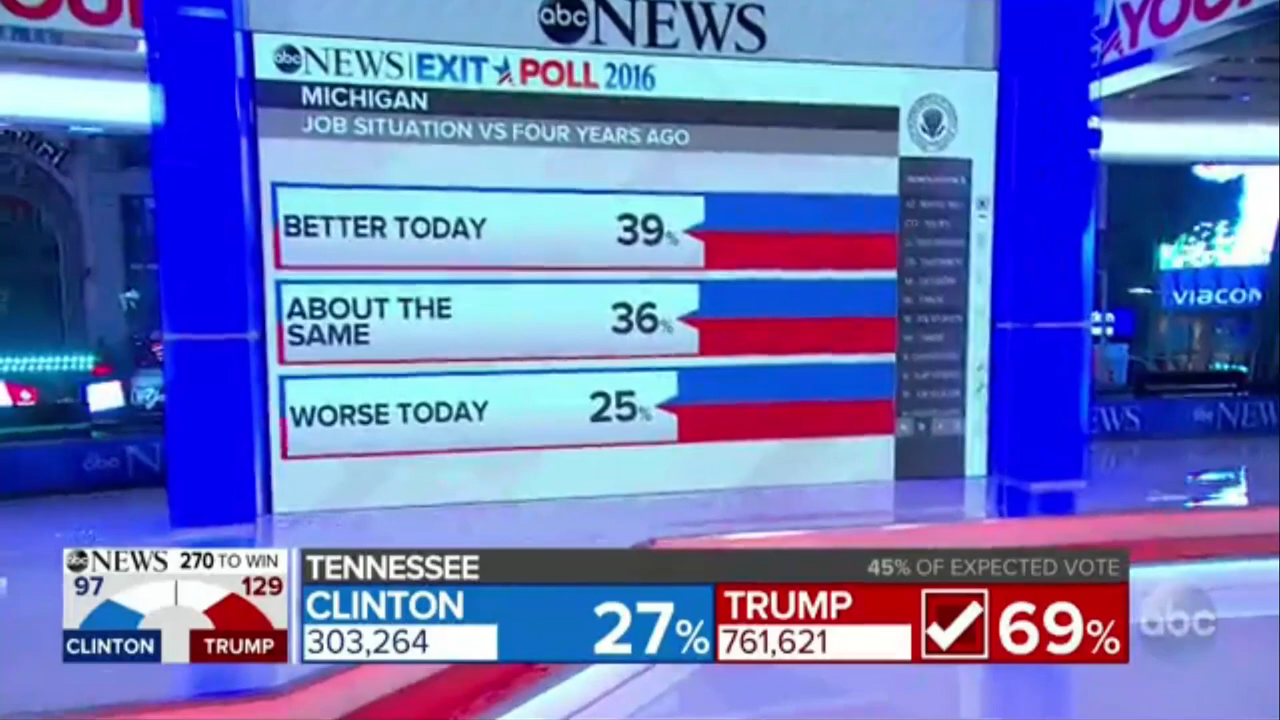 abc NEWS
abc NEWS EXIT POLL 2016
MICHIGAN
JOB SITUATION VS FOUR YEARS AGO
BETTER TODAY 39%
ABOUT THE
SAME 36%
WORSE TODAY 25%
YOU
viacom
abc N
abc NEWS 270 TO WIN
97 129
CLINTON TRUMP
TENNESSEE 45% OF EXPECTED VOTE
CLINTON 27%
303,264
TRUMP 69%
761,621
abc